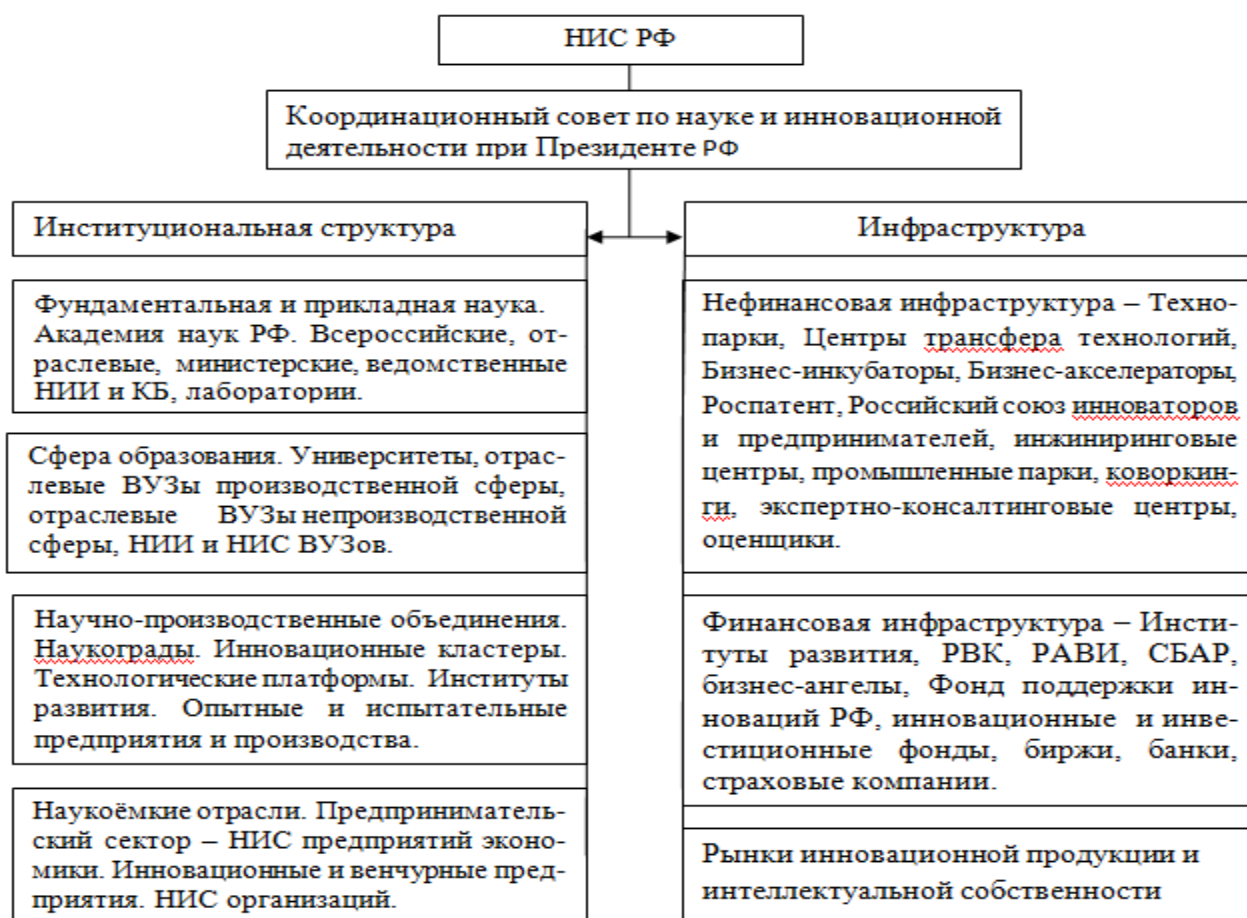 НИС РФ
Координационный совет по науке и инновационной
деятельности при Президенте РФ
Институциональная структура
Фундаментальная и прикладная наука.
Академия наук РФ. Всероссийские, от-
раслевые, министерские, ведомственные
НИИ и КБ, лаборатории.
Сфера образования. Университеты, отрас-
левые ВУЗы производственной сферы,
отраслевые ВУЗы непроизводственной
сферы, НИИ и НИС ВУЗов.
Научно-производственные объединения.
Наукограды. Инновационные кластеры.
Технологические платформы. Институты
развития. Опытные и испытательные
предприятия и производства.
Наукоёмкие отрасли. Предприниматель-
ский сектор – НИС предприятий эконо-
мики. Инновационные и венчурные пред-
приятия. НИС организаций.
Инфраструктура
Нефинансовая инфраструктура – Техно-
парки, Центры трансфера технологий,
Бизнес-инкубаторы, Бизнес-акселераторы,
Роспатент, Российский союз инноваторов
и предпринимателей, инжиниринговые
центры, промышленные парки, коворкин-
ги, экспертно-консалтинговые центры,
оценщики.
Финансовая инфраструктура – Инсти-
туты развития, РВК, РАВИ, СБАР,
бизнес-ангелы, Фонд поддержки ин-
новаций РФ, инновационные и инве-
стиционные фонды, биржи, банки,
страховые компании.
Рынки инновационной продукции и
интеллектуальной собственности